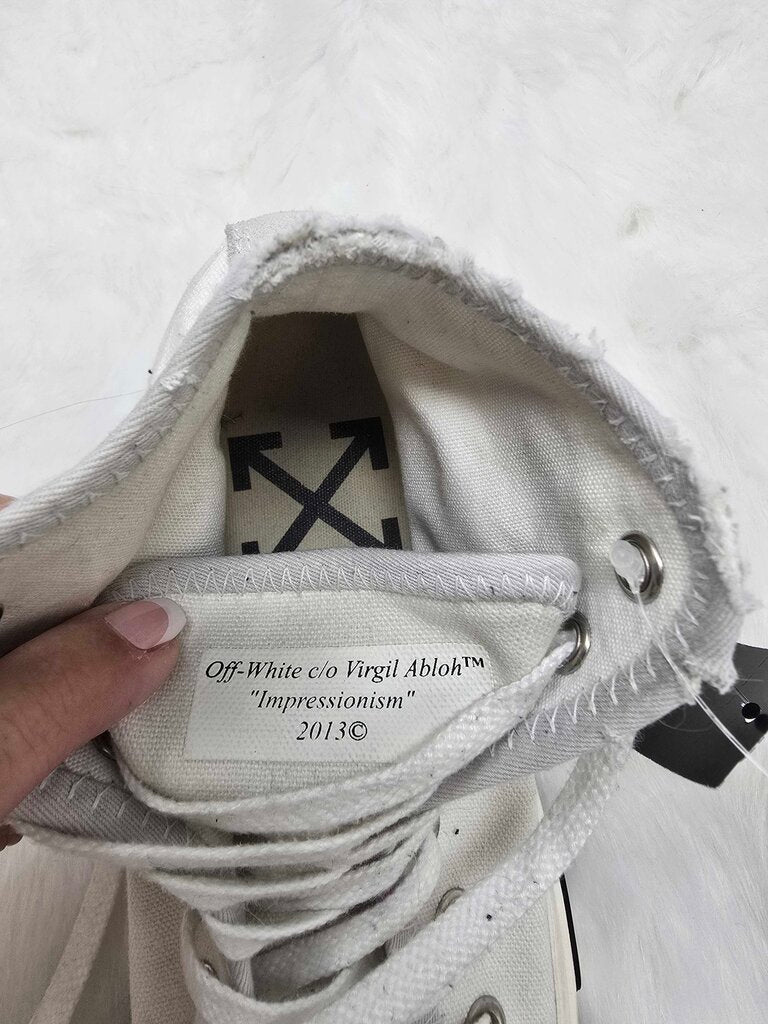 Off-White c/o Virgil Abloh™
"Impressionism"
2013©